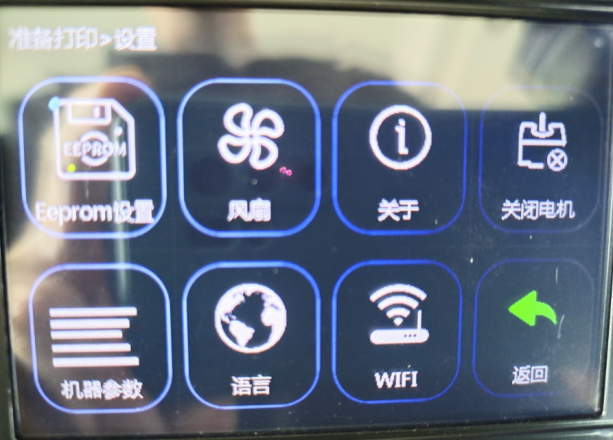 准备打印>设置
EEPROM
Eeprom设置
风扇
关于
关闭电机
机器参数
语言
WIFI
返回